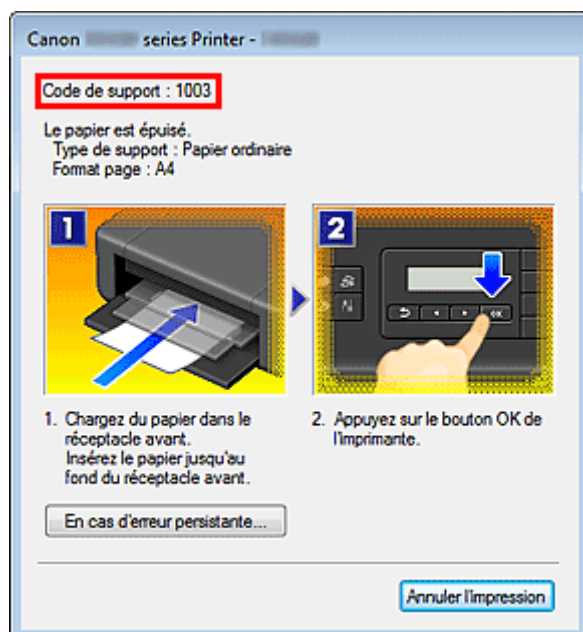 Canon series Printer -
Code de support : 1003
Le papier est épuisé.
Type de support : Papier ordinaire
Format page : A4
1
2
OK
1. Chargez du papier dans le
réceptacle avant.
Insérez le papier jusqu'au
fond du réceptacle avant.
2. Appuyez sur le bouton OK de
l'imprimante.
En cas d'erreur persistante...
Annuler l'impression